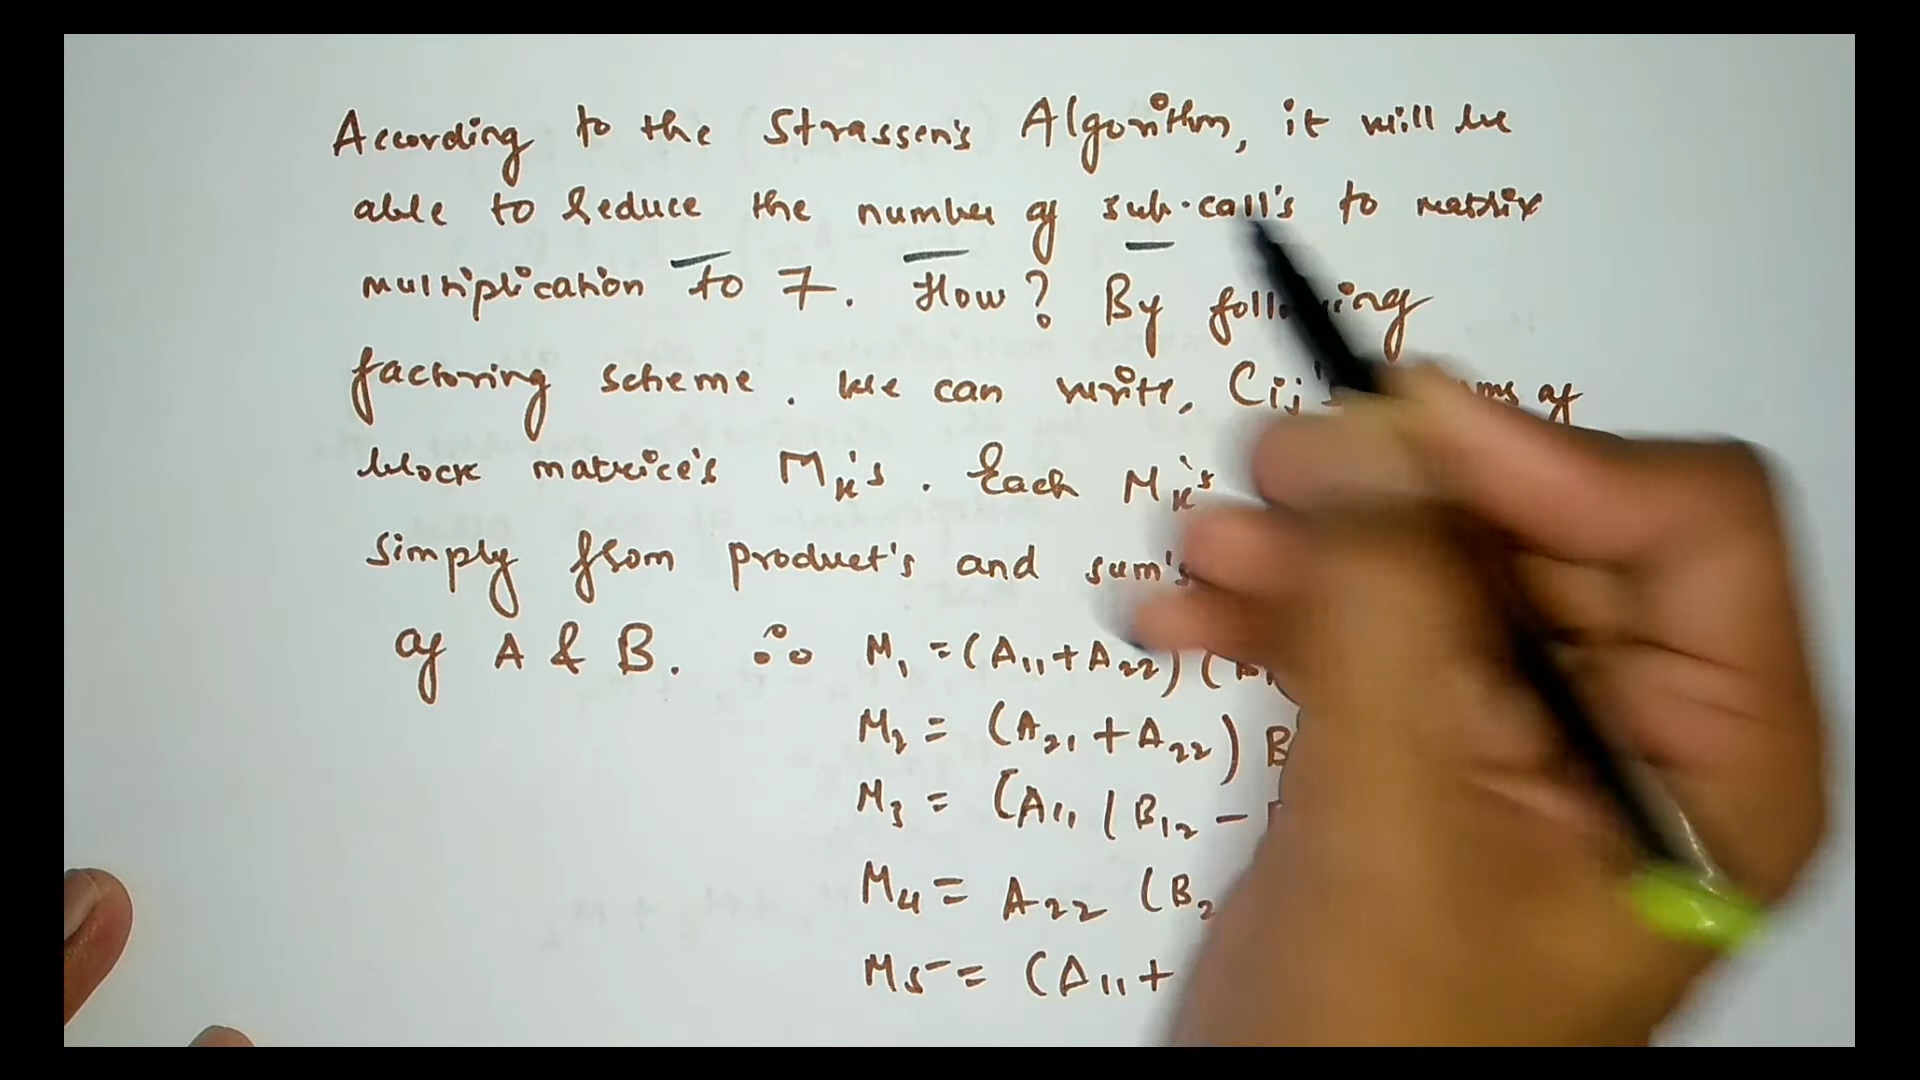 According to the Strassen's Algorithm, it will be
able to reduce the number of sub-call's to matrix
multiplication to 7. How? By following
factoring scheme. We can write, Cij's of
block matrice's Mk's. Each Mk's
simply from product's and sum's
of A & B. ∴ M1 = (A11 + A22) (
M2 = (A21 + A22) B
M3 = (A11 (B12 -
M4 = A22 (B2
M5 = (A11 +